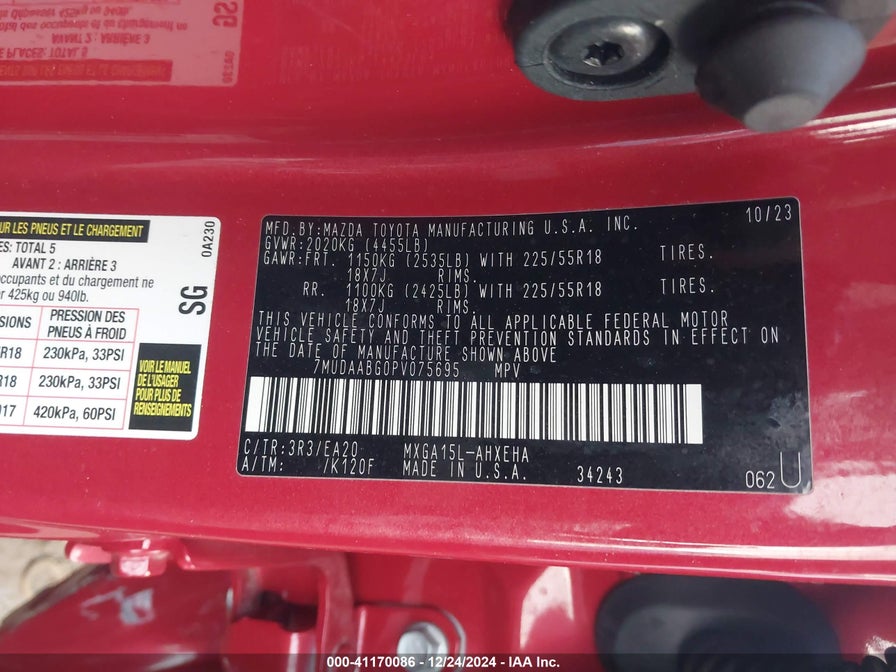 SG
0A230
UR LES PNEUS ET LE CHARGEMENT
ES: TOTAL 5
AVANT 2 : ARRIÈRE 3
occupants et du chargement ne
r 425kg ou 940lb.
SIONS
PRESSION DES
PNEUS À FROID
R18
230kPa, 33PSI
R18
230kPa, 33PSI
017
420kPa, 60PSI
SG
0A230
VOIR LE MANUEL
DE L'USAGER
POUR PLUS DE
RENSEIGNEMENTS
MFD.BY:MAZDA TOYOTA MANUFACTURING U.S.A. INC. 10/23
GVWR:2020KG (4455LB)
GAWR:FRT. 1150KG (2535LB) WITH 225/55R18 TIRES.
18X7J RIMS.
RR. 1100KG (2425LB) WITH 225/55R18 TIRES.
18X7J RIMS.
THIS VEHICLE CONFORMS TO ALL APPLICABLE FEDERAL MOTOR
VEHICLE SAFETY AND THEFT PREVENTION STANDARDS IN EFFECT ON
THE DATE OF MANUFACTURE SHOWN ABOVE
7MUDAABG0PV075695 MPV
C/TR:3R3/EA20 MXGA15L-AHXEHA
A/TM: /K120F MADE IN U.S.A. 34243
062U
000-41170086 - 12/24/2024 - IAA Inc.